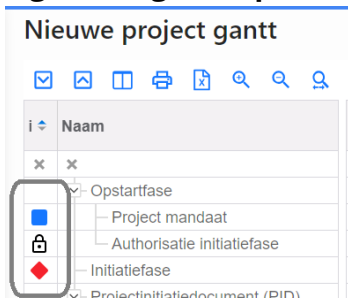 Nieuwe project gantt
i Naam
Opstartfase
Project mandaat
Authorisatie initiatiefase
Initiatiefase
Projectinitiatiedocument (PID)